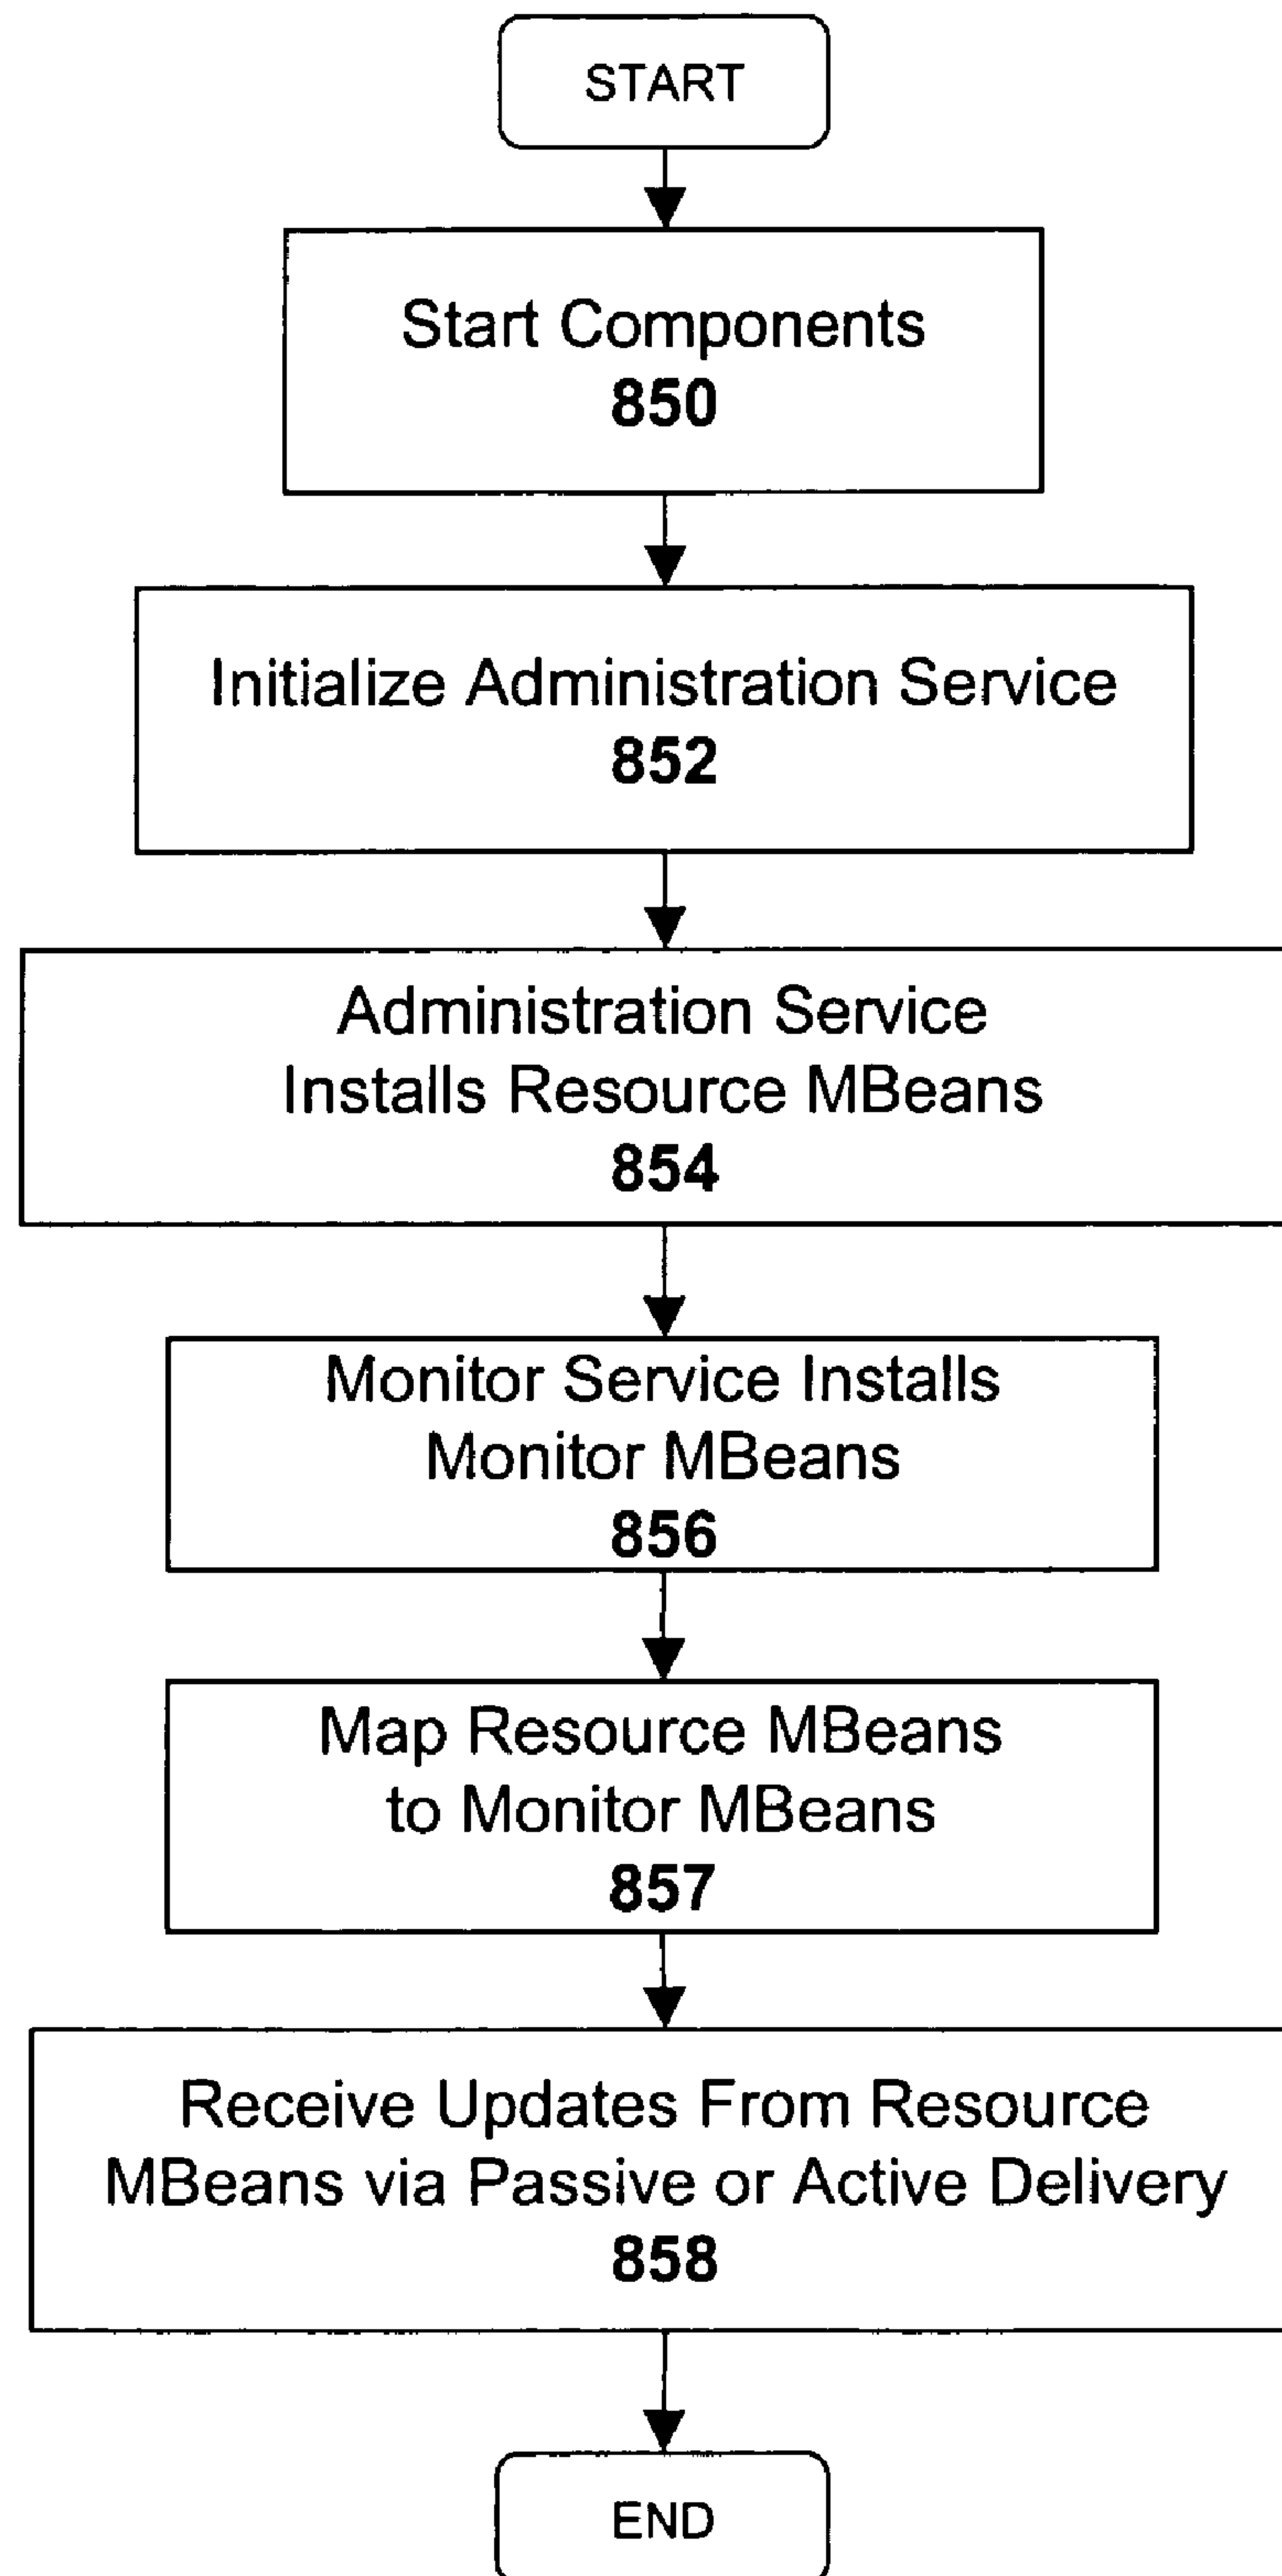 START
Start Components
850
Initialize Administration Service
852
Administration Service
Installs Resource MBeans
854
Monitor Service Installs
Monitor MBeans
856
Map Resource MBeans
to Monitor MBeans
857
Receive Updates From Resource
MBeans via Passive or Active Delivery
858
END